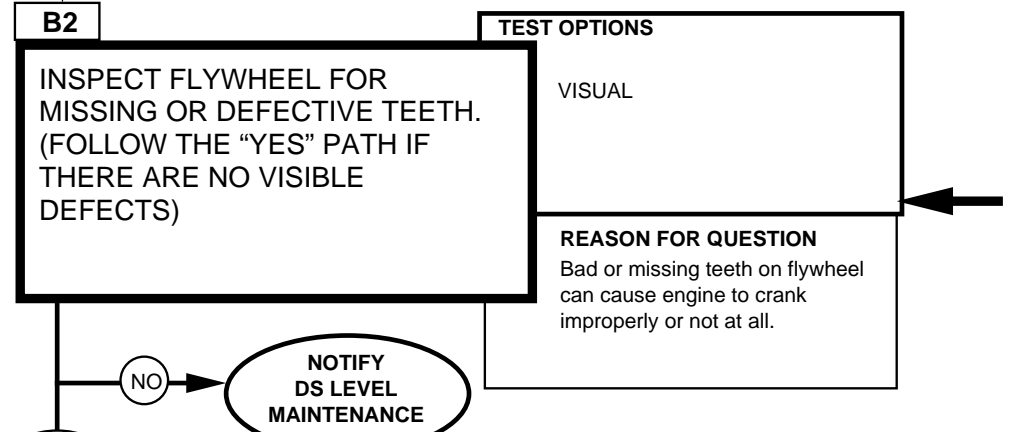 B2
INSPECT FLYWHEEL FOR
MISSING OR DEFECTIVE TEETH.
(FOLLOW THE “YES” PATH IF
THERE ARE NO VISIBLE
DEFECTS)
TEST OPTIONS
VISUAL
REASON FOR QUESTION
Bad or missing teeth on flywheel
can cause engine to crank
improperly or not at all.
NO
NOTIFY
DS LEVEL
MAINTENANCE